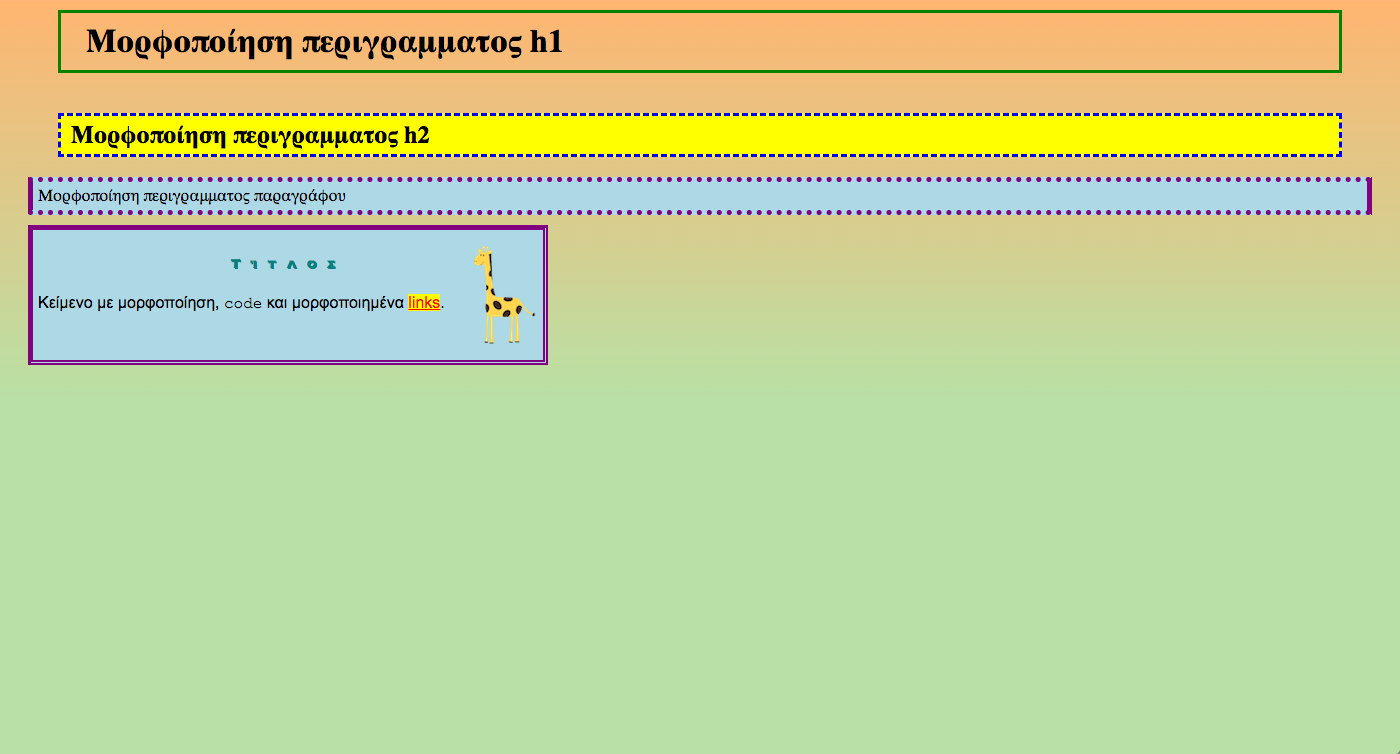 Μορφοποίηση περιγραμματος h1
Μορφοποίηση περιγραμματος h2
Μορφοποίηση περιγραμματος παραγράφου
Τιτλος
Κείμενο με μορφοποίηση, code και μορφοποιημένα links.